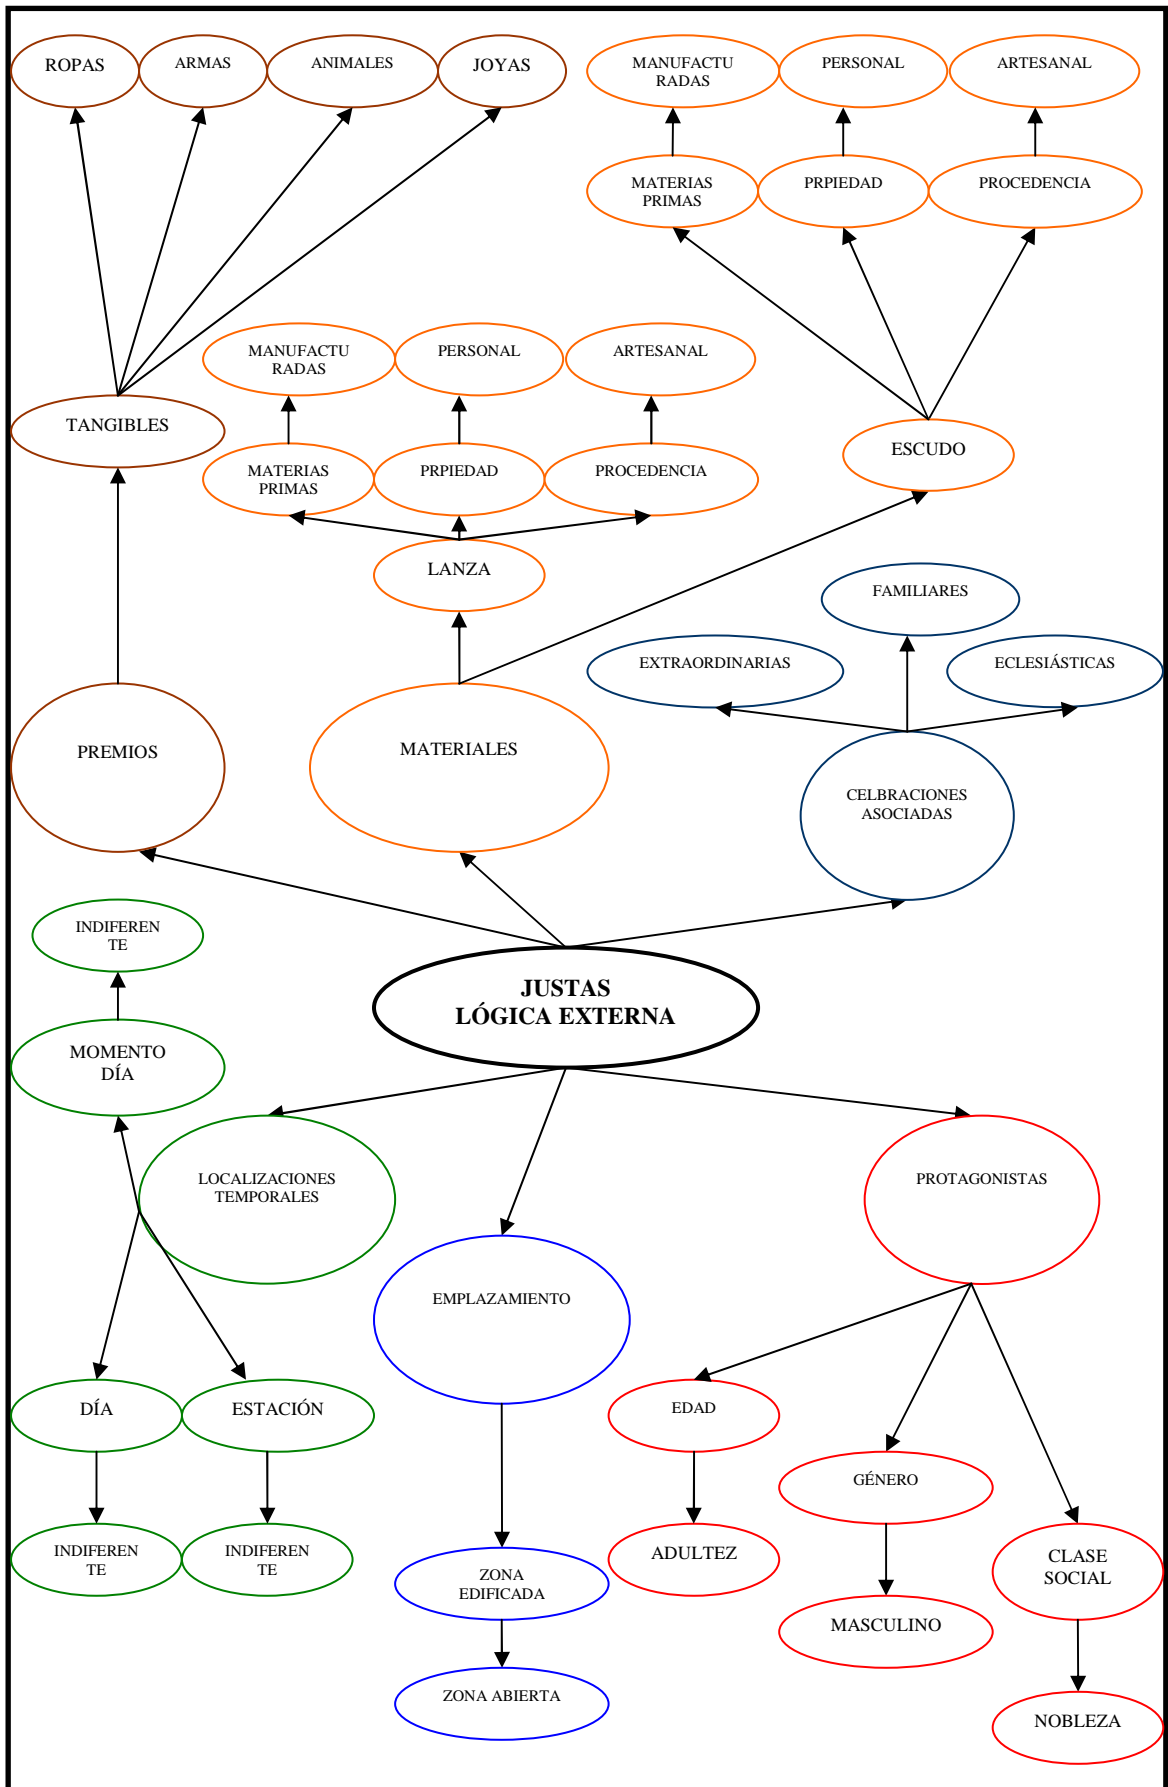 ROPAS
ARMAS
ANIMALES
JOYAS
MANUFACTU
RADAS
PERSONAL
ARTESANAL
MATERIAS
PRIMAS
PRPIEDAD
PROCEDENCIA
MANUFACTU
RADAS
PERSONAL
ARTESANAL
TANGIBLES
ESCUDO
MATERIAS
PRIMAS
PRPIEDAD
PROCEDENCIA
LANZA
FAMILIARES
EXTRAORDINARIAS
ECLESIÁSTICAS
PREMIOS
MATERIALES
CELBRACIONES
ASOCIADAS
INDIFEREN
TE
JUSTAS
LÓGICA EXTERNA
MOMENTO
DÍA
LOCALIZACIONES
TEMPORALES
PROTAGONISTAS
EMPLAZAMIENTO
DÍA
ESTACIÓN
EDAD
GÉNERO
INDIFEREN
TE
INDIFEREN
TE
ADULTEZ
CLASE
SOCIAL
ZONA
EDIFICADA
MASCULINO
ZONA ABIERTA
NOBLEZA